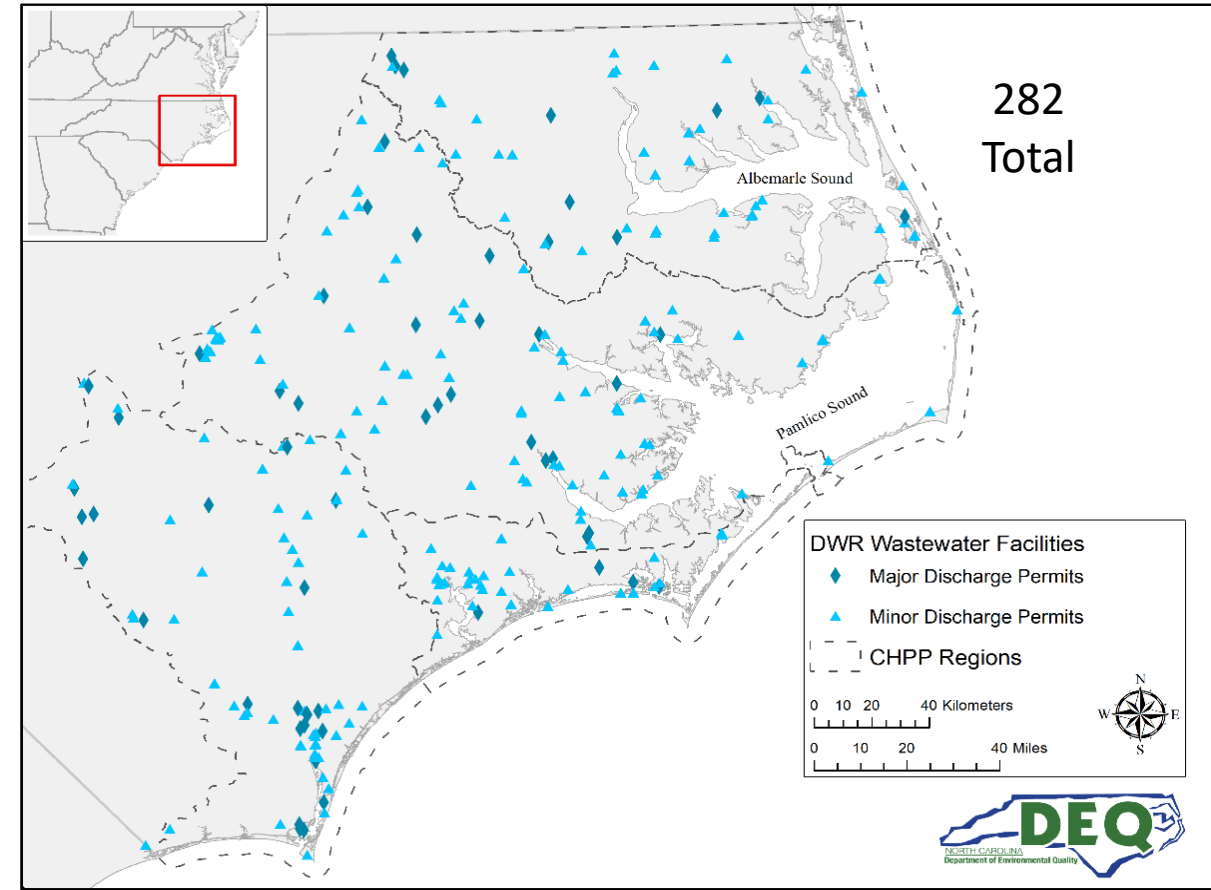 282
Total
Albemarle Sound
Pamlico Sound
DWR Wastewater Facilities
Major Discharge Permits
Minor Discharge Permits
CHPP Regions
0 10 20 40 Kilometers
0 10 20 40 Miles
N
W E
S
DEQ
NORTH CAROLINA
Department of Environmental Quality